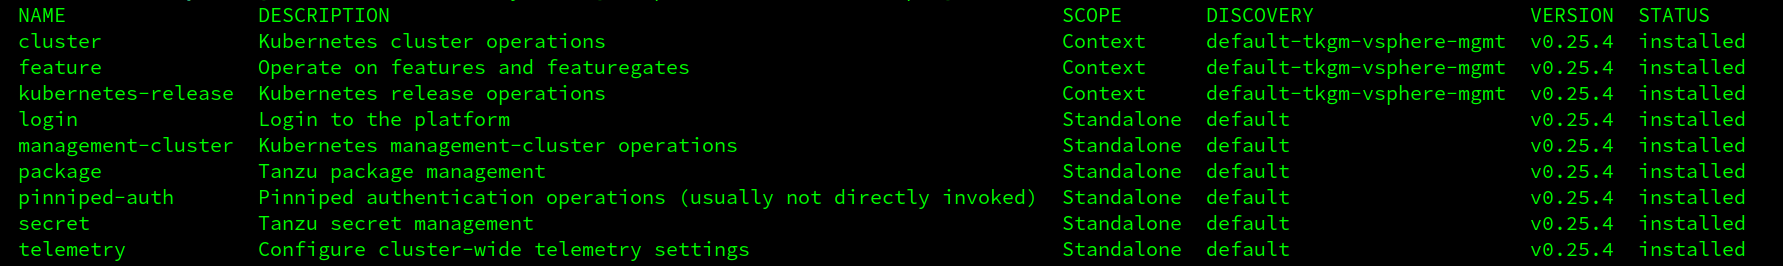 NAME DESCRIPTION SCOPE DISCOVERY VERSION STATUS
cluster Kubernetes cluster operations Context default-tkgm-vsphere-mgmt v0.25.4 installed
feature Operate on features and featuregates Context default-tkgm-vsphere-mgmt v0.25.4 installed
kubernetes-release Kubernetes release operations Context default-tkgm-vsphere-mgmt v0.25.4 installed
login Login to the platform Standalone default v0.25.4 installed
management-cluster Kubernetes management-cluster operations Standalone default v0.25.4 installed
package Tanzu package management Standalone default v0.25.4 installed
pinniped-auth Pinniped authentication operations (usually not directly invoked) Standalone default v0.25.4 installed
secret Tanzu secret management Standalone default v0.25.4 installed
telemetry Configure cluster-wide telemetry settings Standalone default v0.25.4 installed